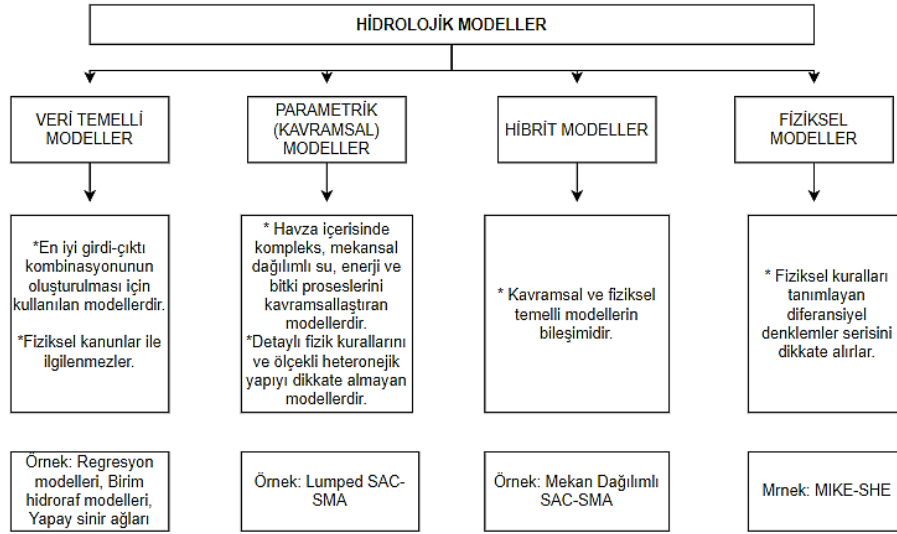 HİDROLOJİK MODELLER
VERİ TEMELLİ
MODELLER
PARAMETRİK
(KAVRAMSAL)
MODELLER
HİBRİT MODELLER
FİZİKSEL
MODELLER
*En iyi girdi-çıktı
kombinasyonunun
oluşturulması için
kullanılan modellerdir.
*Fiziksel kanunlar ile
ilgilenmezler.
* Havza içerisinde
kompleks, mekansal
dağılımlı su, enerji ve
bitki proseslerini
kavramsallaştıran
modellerdir.
*Detaylı fizik kurallarını
ve ölçekli heteronejik
yapıyı dikkate almayan
modellerdir.
* Kavramsal ve fiziksel
temelli modellerin
bileşimidir.
* Fiziksel kuralları
tanımlayan
diferansiyel
denklemler serisini
dikkate alırlar.
Örnek: Regresyon
modelleri, Birim
hidroraf modelleri,
Yapay sinir ağları
Örnek: Lumped SAC-
SMA
Örnek: Mekan Dağılımlı
SAC-SMA
Mrnek: MIKE-SHE